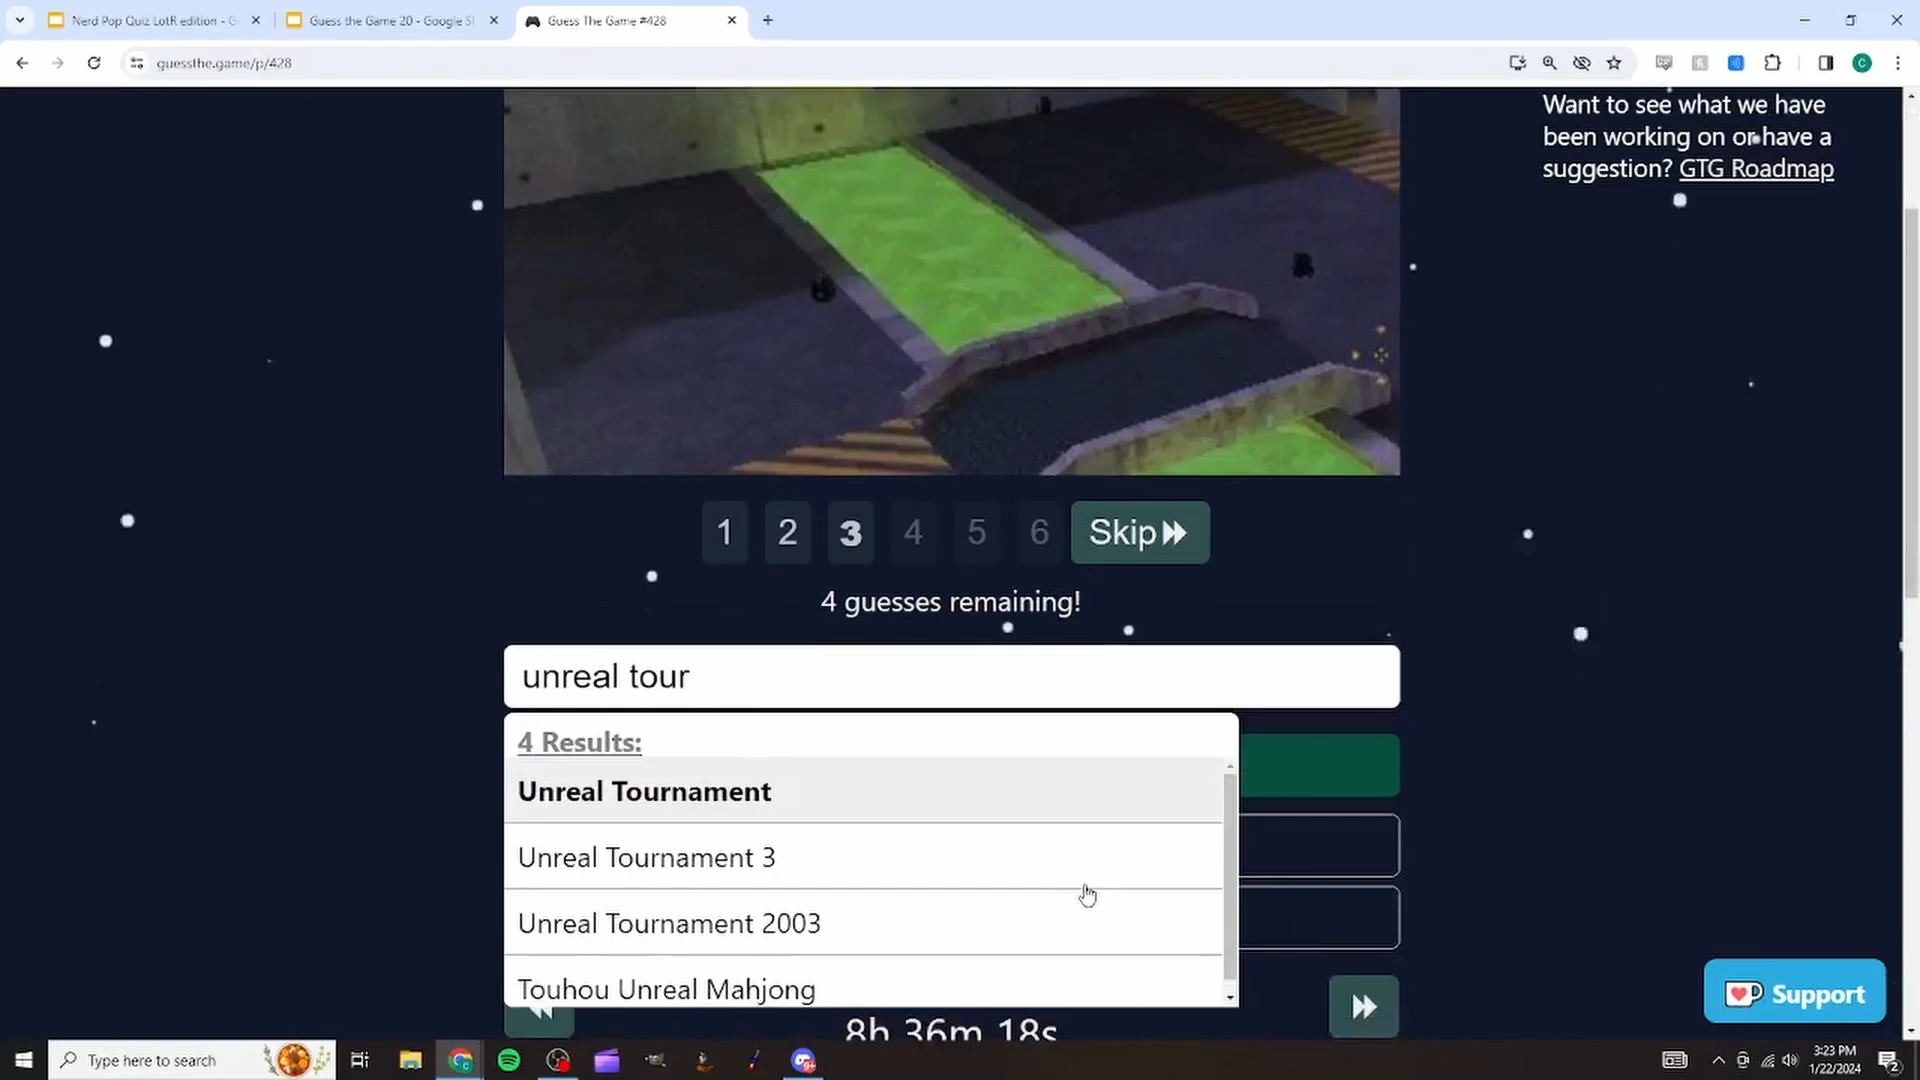 Nerd Pop Quiz LotR edition - G
Guess the Game 20 - Google Sl
Guess The Game #428
guessthe.game/p/428
Want to see what we have
been working on or have a
suggestion? GTG Roadmap
1 2 3 4 5 6 Skip
4 guesses remaining!
unreal tour
4 Results:
Unreal Tournament
Unreal Tournament 3
Unreal Tournament 2003
Touhou Unreal Mahjong
8h 36m 18s
Support
Type here to search
3:23 PM
1/22/2024
2